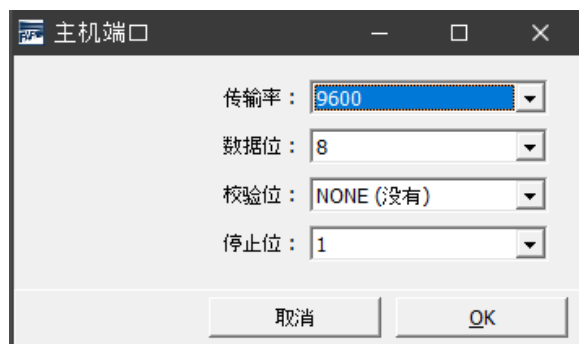 主机端口
传输率： 9600
数据位： 8
校验位： NONE (没有)
停止位： 1
取消 OK